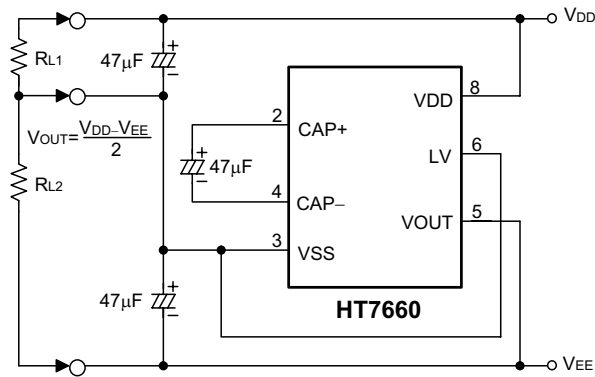 VDD
RL1
47μF
+
−
VDD
8
2
CAP+
VOUT=VDD−VEE/2
LV
6
+
47μF
−
RL2
4
CAP−
VOUT
5
3
VSS
47μF
+
−
HT7660
VEE